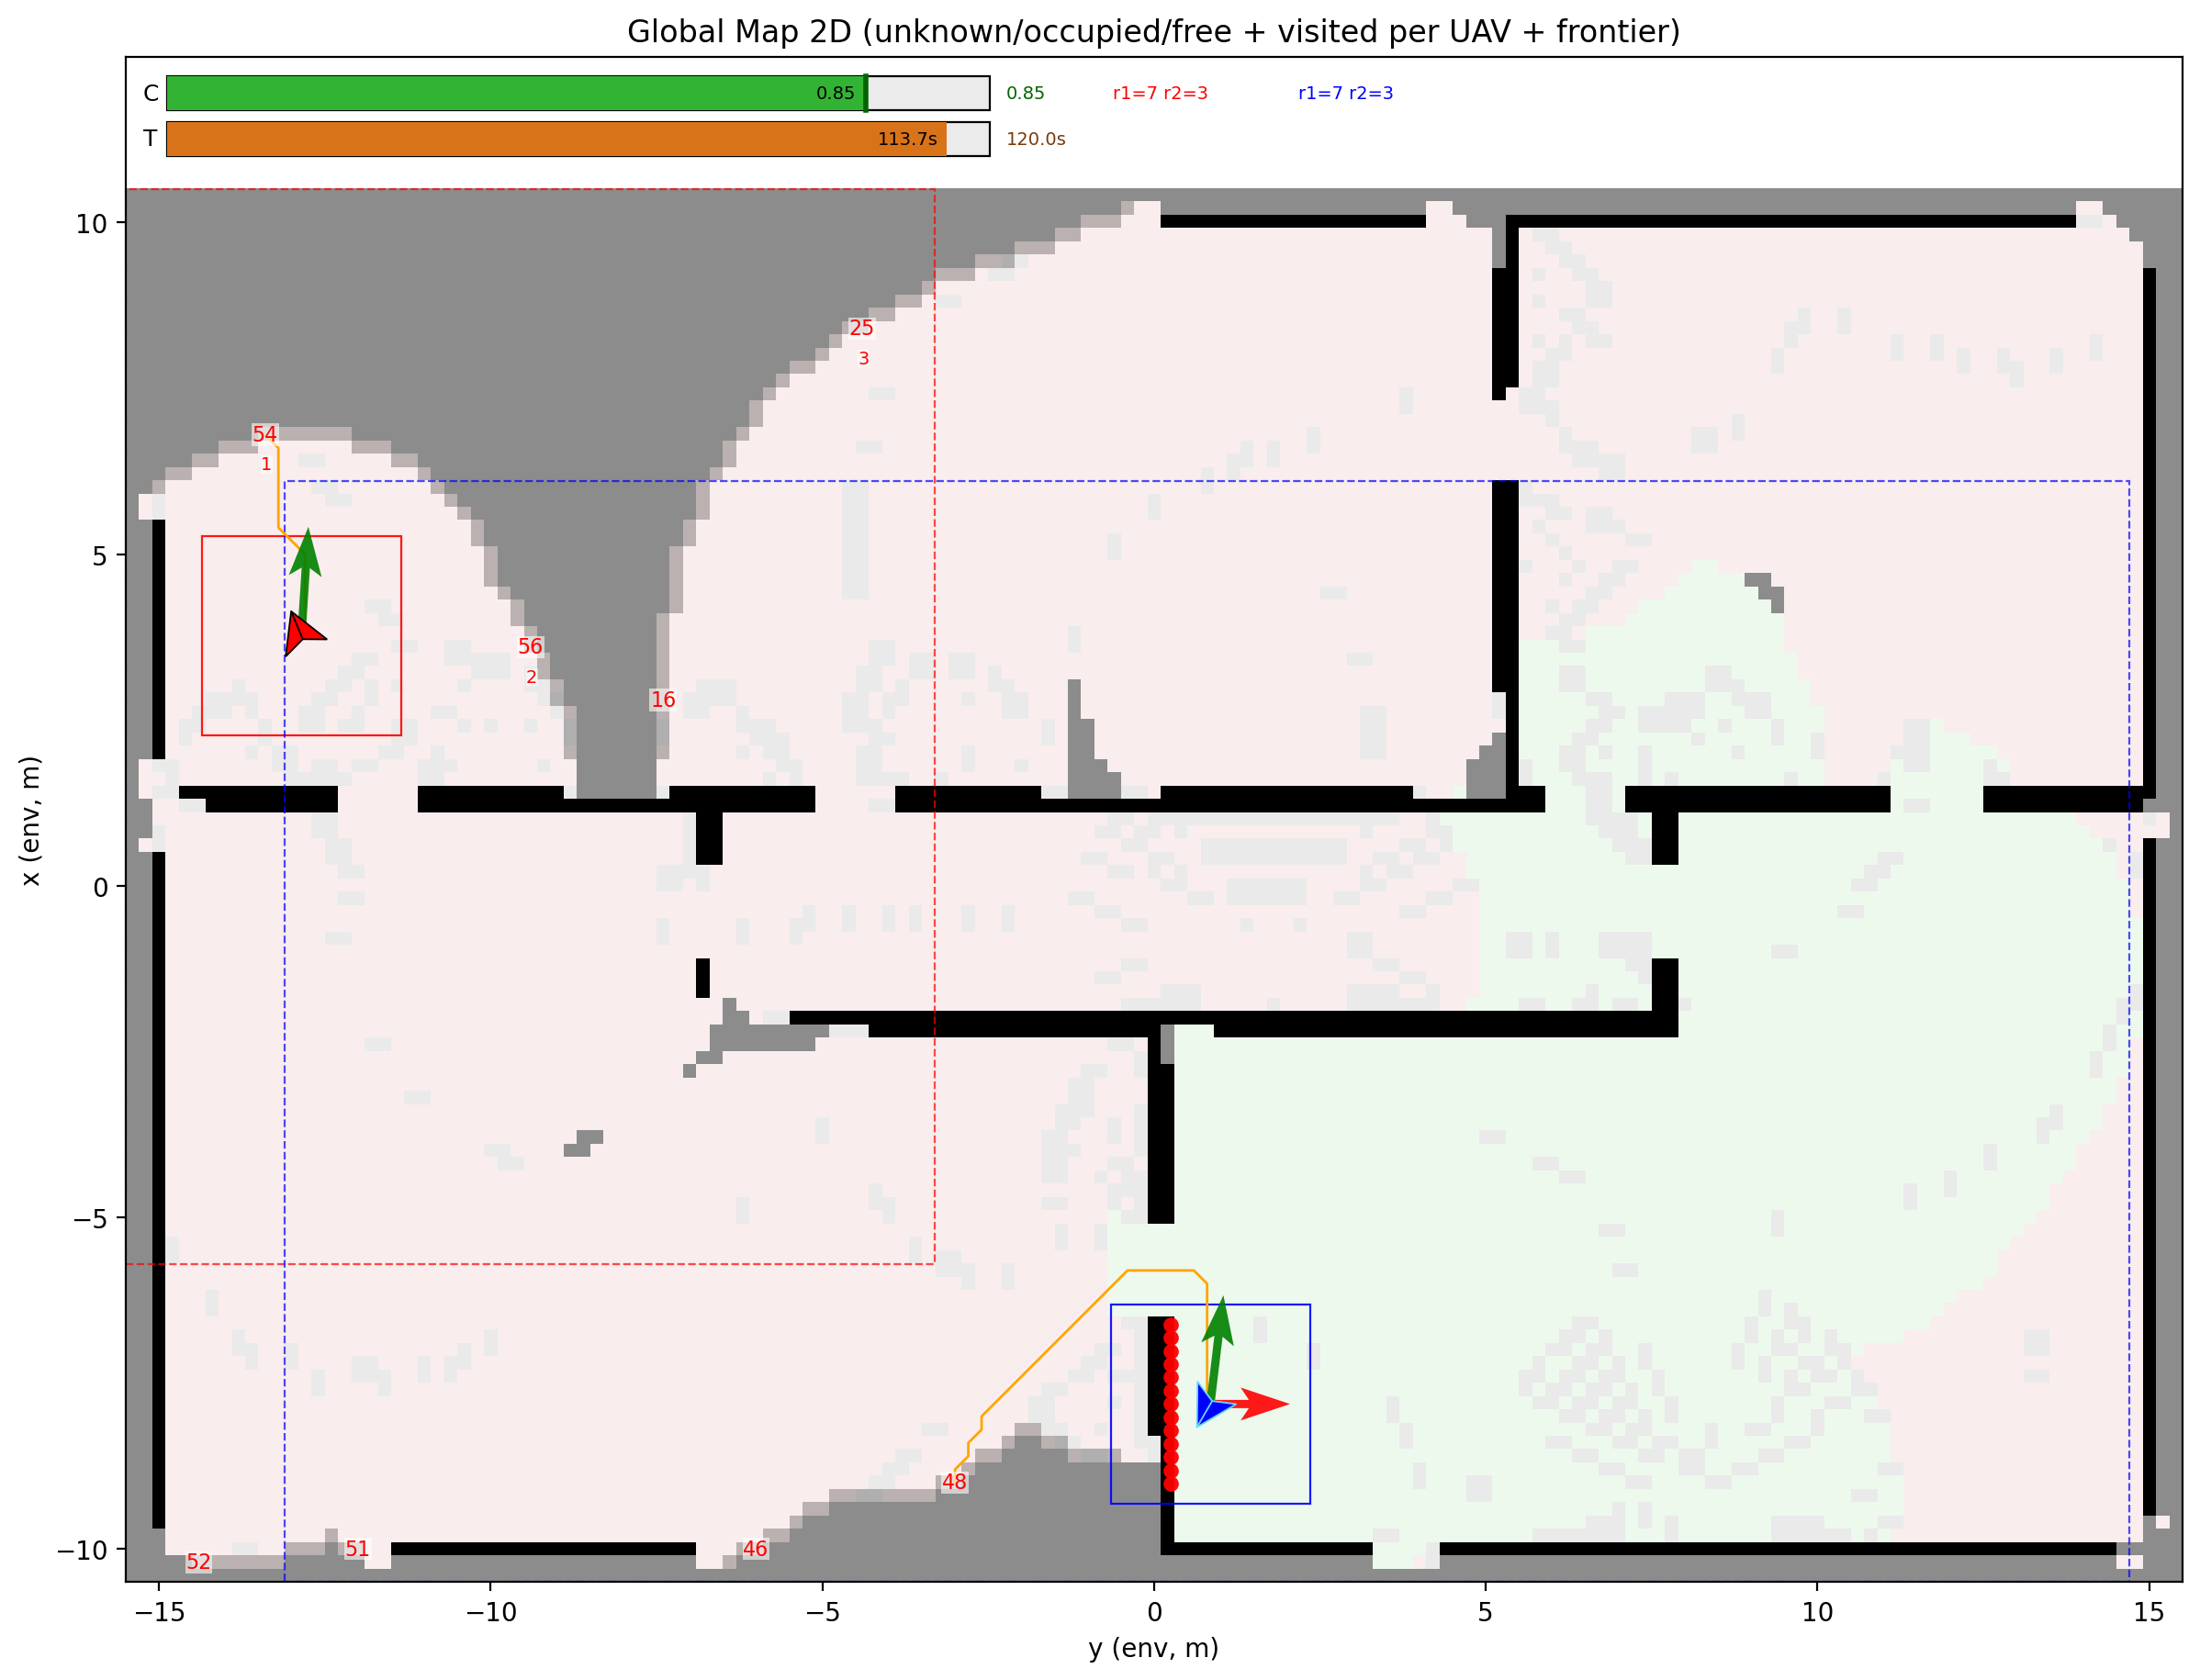 Global Map 2D (unknown/occupied/free + visited per UAV + frontier)
C 0.85 0.85 r1=7 r2=3 r1=7 r2=3
T 113.7s 120.0s
10
5
0
−5
−10
x (env, m)
25
3
54
1
56
2
16
48
46
51
52
−15 −10 −5 0 5 10 15
y (env, m)